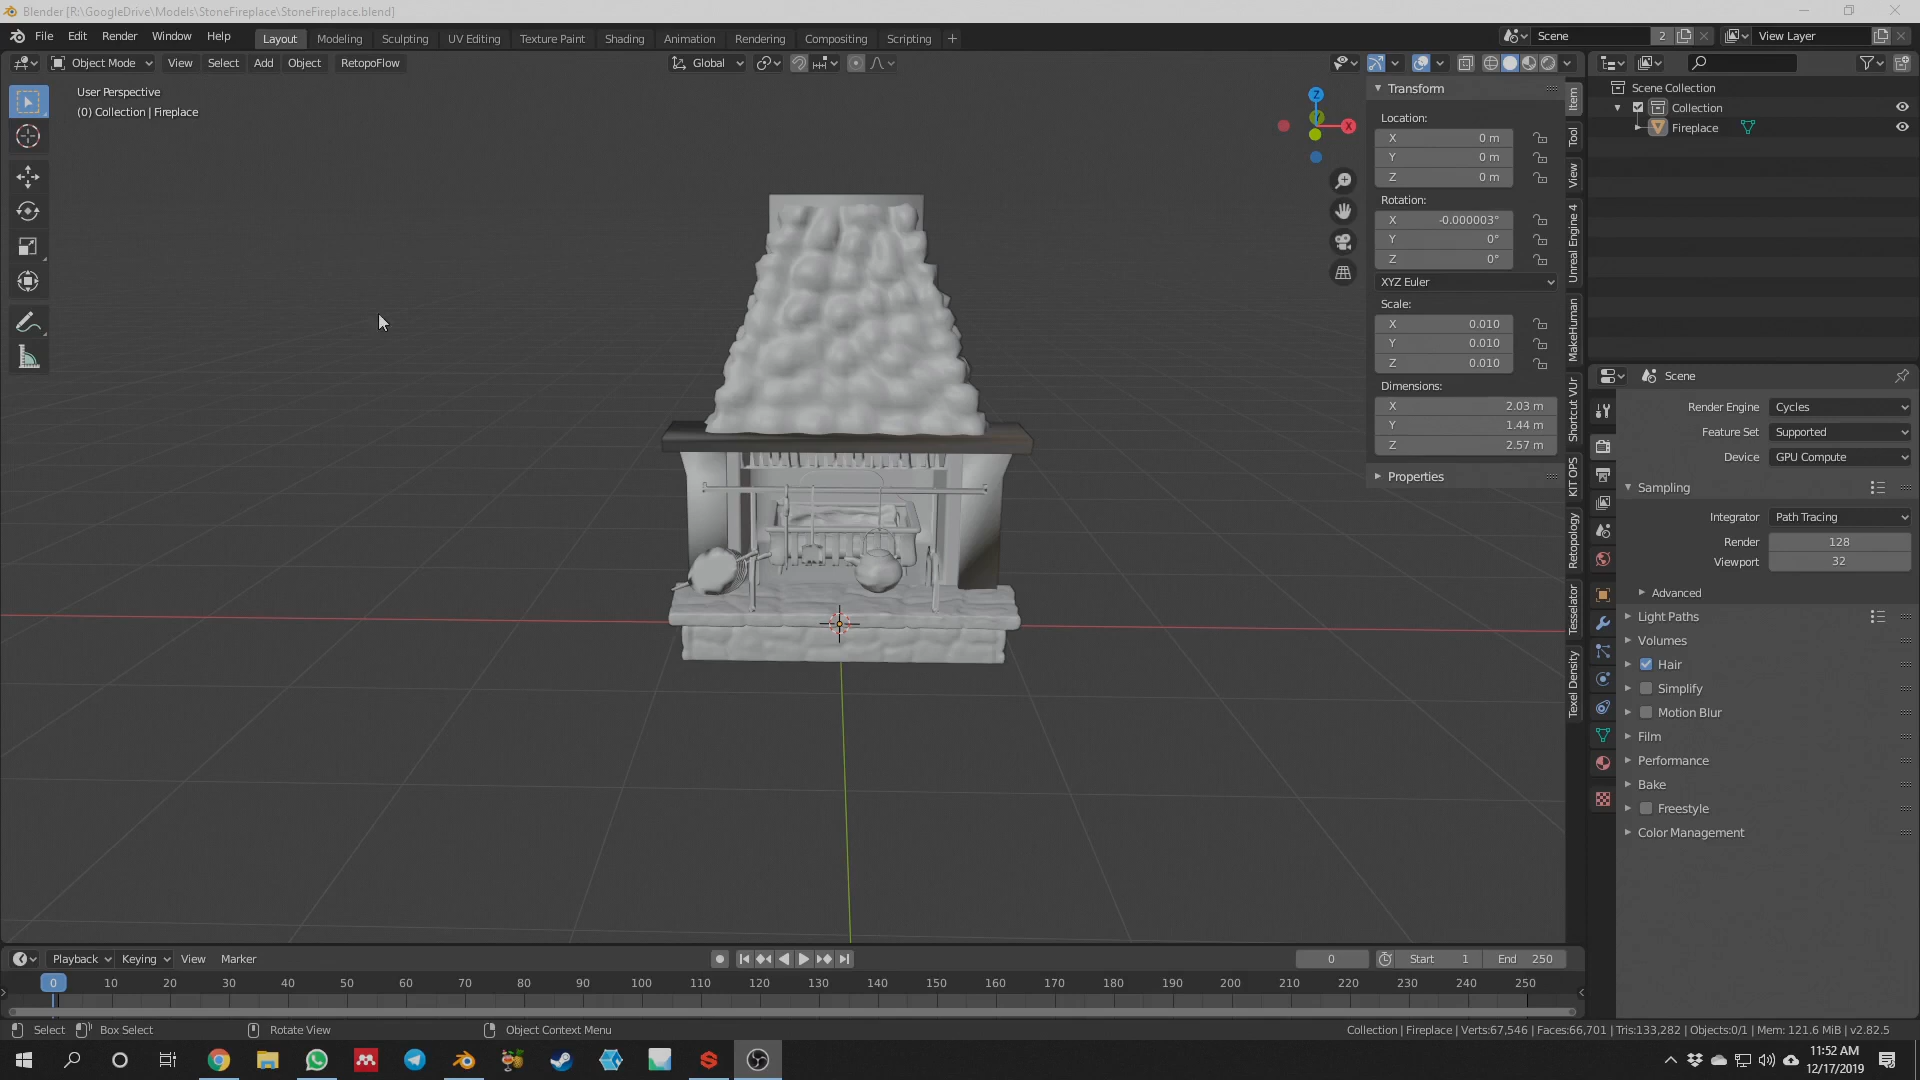 Blender [R:\GoogleDrive\Models\StoneFireplace\StoneFireplace.blend]
File Edit Render Window Help Layout Modeling Sculpting UV Editing Texture Paint Shading Animation Rendering Compositing Scripting + Scene 2 View Layer
Object Mode View Select Add Object RetopoFlow Global
User Perspective
(0) Collection | Fireplace
Z
X
Transform
Location:
X 0 m
Y 0 m
Z 0 m
Rotation:
X -0.000003°
Y 0°
Z 0°
XYZ Euler
Scale:
X 0.010
Y 0.010
Z 0.010
Dimensions:
X 2.03 m
Y 1.44 m
Z 2.57 m
Properties
Item
Tool
View
Unreal Engine 4
MakeHuman
Shortcut VUr
KIT OPS
Retopology
Tesselator
Texel Density
Scene Collection
Collection
Fireplace
Scene
Render Engine Cycles
Feature Set Supported
Device GPU Compute
Sampling
Integrator Path Tracing
Render 128
Viewport 32
Advanced
Light Paths
Volumes
Hair
Simplify
Motion Blur
Film
Performance
Bake
Freestyle
Color Management
Playback Keying View Marker 0 Start 1 End 250
0 10 20 30 40 50 60 70 80 90 100 110 120 130 140 150 160 170 180 190 200 210 220 230 240 250
Select Box Select Rotate View Object Context Menu Collection | Fireplace | Verts:67,546 | Faces:66,701 | Tris:133,282 | Objects:0/1 | Mem: 121.6 MiB | v2.82.5
11:52 AM
12/17/2019